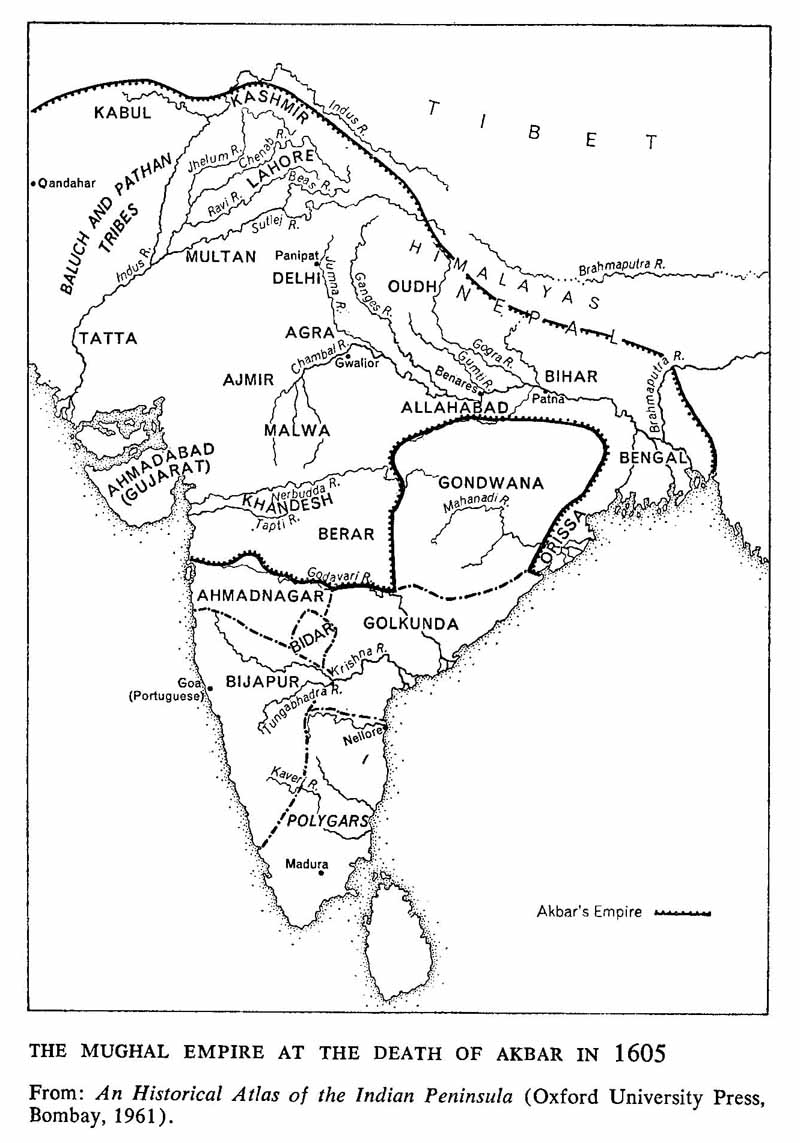 TIBET
KABUL
KASHMIR
Indus R.
Qandahar
BALUCH AND PATHAN
TRIBES
Jhelum R.
Chenab R.
LAHORE
Beas R.
Ravi R.
Sutlej R.
Indus R.
MULTAN
Panipat
DELHI
Jumna R.
Ganges R.
OUDH
HIMALAYAS
NEPAL
Brahmaputra R.
TATTA
AGRA
Chambal R.
Gwalior
Gogra R.
Gumti R.
Benares
BIHAR
Patna
Brahmaputra R.
AJMIR
ALLAHABAD
MALWA
BENGAL
AHMADABAD
(GUJARAT)
GONDWANA
Mahanadi R.
Nerbudda R.
KHANDESH
Tapti R.
BERAR
ORISSA
Godavari R.
AHMADNAGAR
BIDAR
GOLKUNDA
Krishna R.
Goa
(Portuguese)
BIJAPUR
Tungabhadra R.
Nellore
Kaveri R.
POLYGARS
Madura
Akbar's Empire
THE MUGHAL EMPIRE AT THE DEATH OF AKBAR IN 1605
From: An Historical Atlas of the Indian Peninsula (Oxford University Press,
Bombay, 1961).